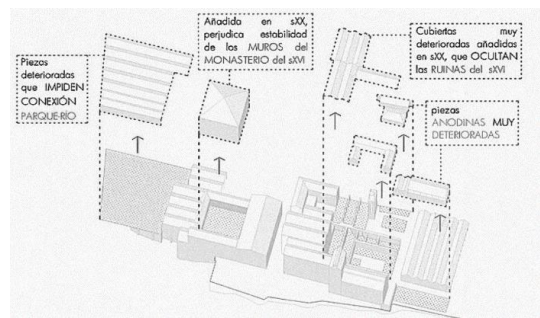 Piezas
deterioradas
que IMPIDEN
CONEXIÓN
PARQUE-RÍO
Añadida en sXX,
perjudica estabilidad
de los MUROS del
MONASTERIO del sXVI
Cubiertas muy
deterioradas añadidas
en sXX, que OCULTAN
las RUINAS del sXVI
piezas
ANODINAS MUY
DETERIORADAS